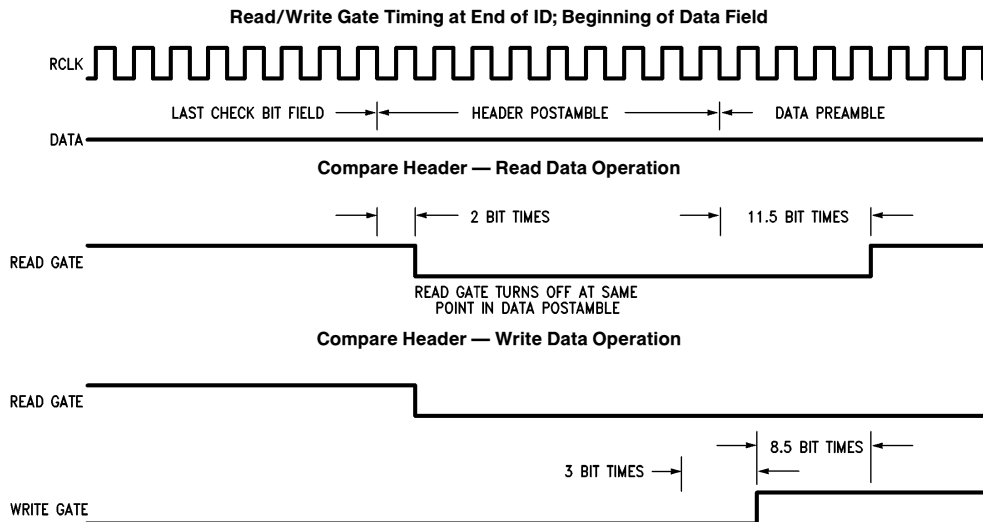 Read/Write Gate Timing at End of ID; Beginning of Data Field
RCLK
LAST CHECK BIT FIELD
HEADER POSTAMBLE
DATA PREAMBLE
DATA
Compare Header — Read Data Operation
2 BIT TIMES
11.5 BIT TIMES
READ GATE
READ GATE TURNS OFF AT SAME
POINT IN DATA POSTAMBLE
Compare Header — Write Data Operation
READ GATE
8.5 BIT TIMES
3 BIT TIMES
WRITE GATE